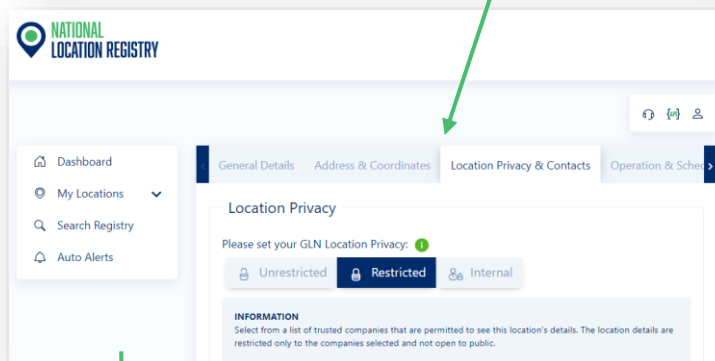 NATIONAL
LOCATION REGISTRY
Dashboard
My Locations
Search Registry
Auto Alerts
General Details
Address & Coordinates
Location Privacy & Contacts
Operation &
Location Privacy
Please set your GLN Location Privacy:
Unrestricted
Restricted
Internal
INFORMATION
Select from a list of trusted companies that are permitted to see this location's details. The location details are
restricted only to the companies selected and not open to public.